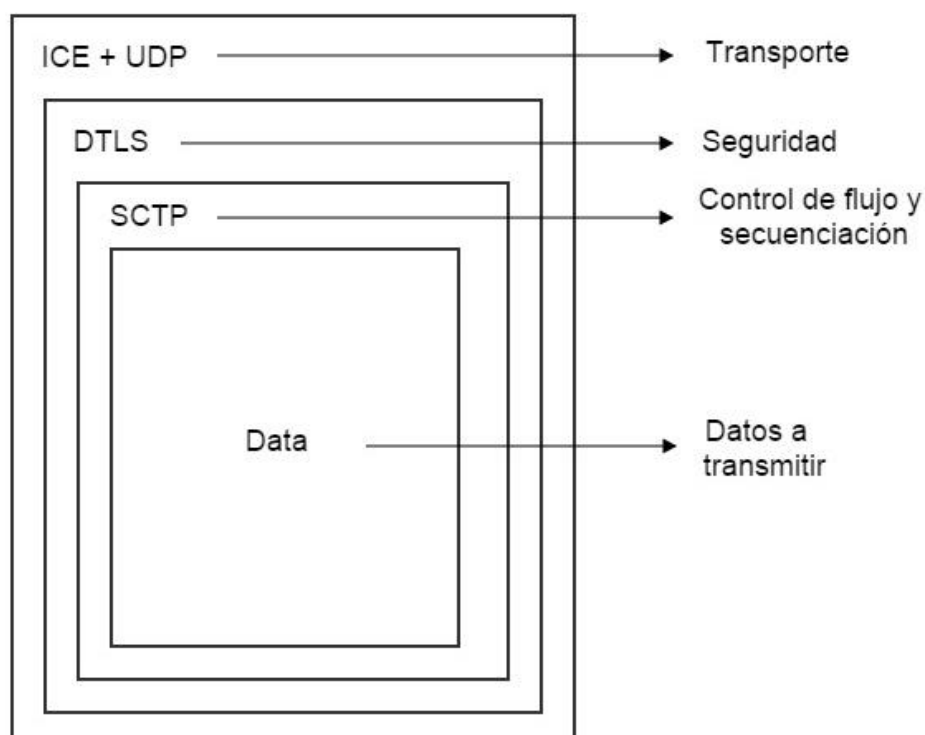 ICE + UDP
Transporte
DTLS
Seguridad
SCTP
Control de flujo y
secuenciación
Data
Datos a
transmitir